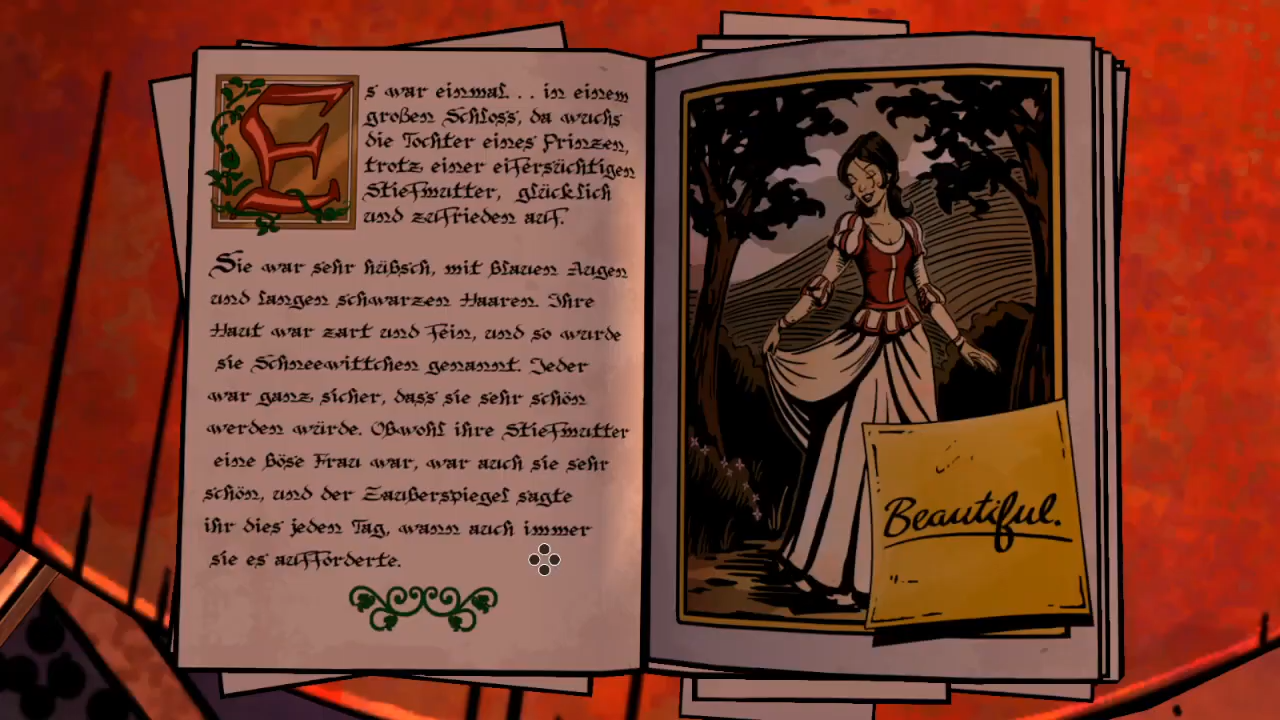 Es war einmal... in einem
großen Schloss, da wuchs
die Tochter eines Prinzen,
trotz einer eifersüchtigen
Stiefmutter, glücklich
und zufrieden auf.
Sie war sehr hübsch, mit blauen Augen
und langen schwarzen Haaren. Ihre
Haut war zart und fein, und so wurde
sie Schneewittchen genannt. Jeder
war ganz sicher, dass sie sehr schön
werden würde. Obwohl ihre Stiefmutter
eine böse Frau war, war auch sie sehr
schön, und der Zauberspiegel sagte
ihr dies jeden Tag, wann auch immer
sie es aufforderte.
Beautiful.